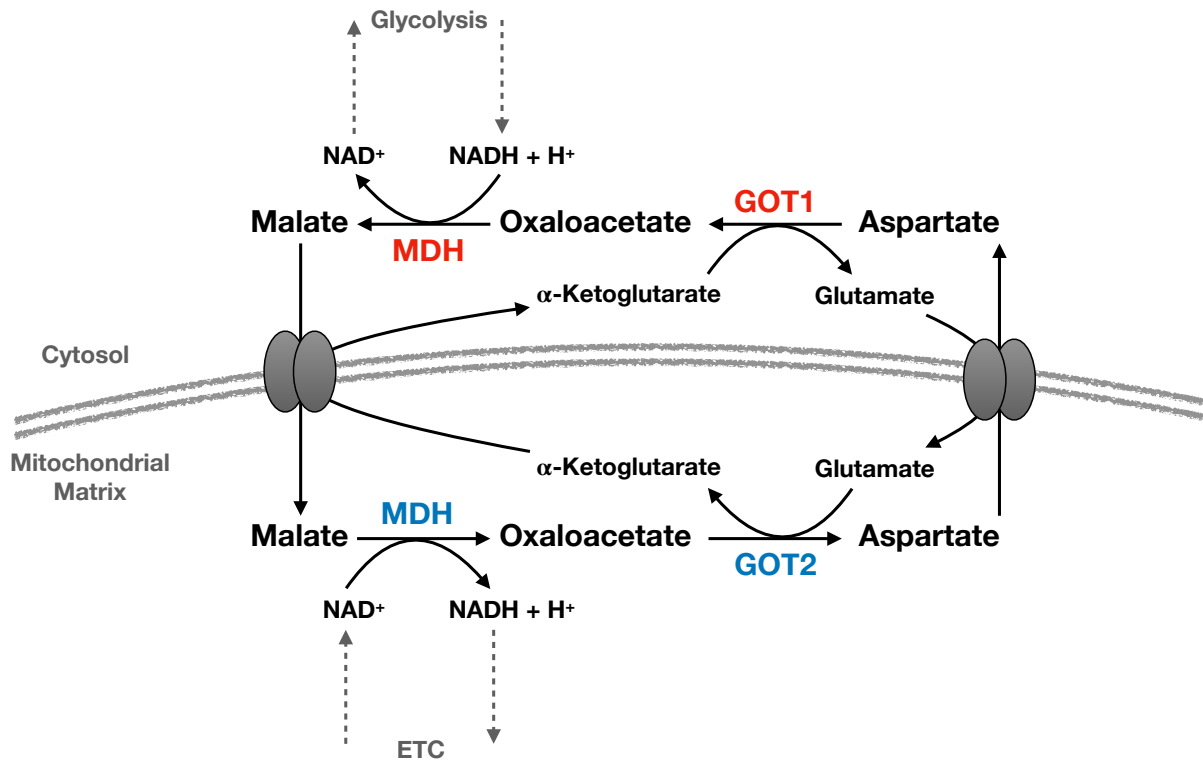 Glycolysis
NAD⁺
NADH + H⁺
Malate
Oxaloacetate
GOT1
Aspartate
MDH
α-Ketoglutarate
Glutamate
Cytosol
Mitochondrial
Matrix
α-Ketoglutarate
Glutamate
MDH
Malate
Oxaloacetate
Aspartate
GOT2
NAD⁺
NADH + H⁺
ETC